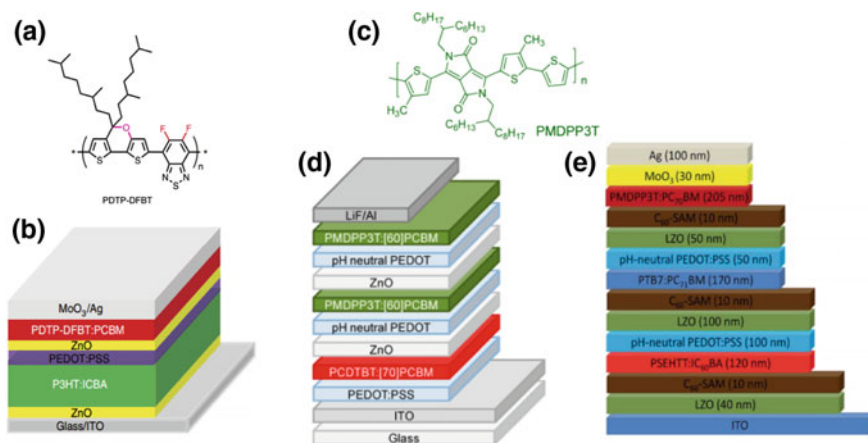 (a)
O
F
F
S
S
N
N
S
*
*
n
PDTP-DFBT
(b)
MoO₃/Ag
PDTP-DFBT:PCBM
ZnO
PEDOT:PSS
P3HT:ICBA
ZnO
Glass/ITO
(c)
C₈H₁₇
C₆H₁₃
N
O
CH₃
S
S
S
n
H₃C
O
N
C₆H₁₃
C₈H₁₇
PMDPP3T
(d)
LiF/Al
PMDPP3T:[60]PCBM
pH neutral PEDOT
ZnO
PMDPP3T:[60]PCBM
pH neutral PEDOT
ZnO
PCDTBT:[70]PCBM
PEDOT:PSS
ITO
Glass
(e)
Ag (100 nm)
MoO₃ (30 nm)
PMDPP3T:PC₇₀BM (205 nm)
C₆₀-SAM (10 nm)
LZO (50 nm)
pH-neutral PEDOT:PSS (50 nm)
PTB7:PC₇₁BM (170 nm)
C₆₀-SAM (10 nm)
LZO (100 nm)
pH-neutral PEDOT:PSS (100 nm)
PSEHTT:IC₆₀BA (120 nm)
C₆₀-SAM (10 nm)
LZO (40 nm)
ITO